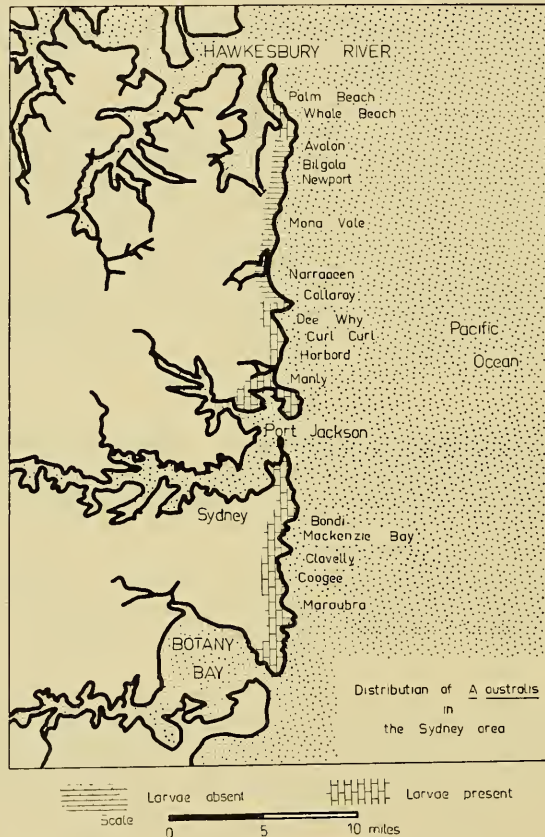 HAWKESBURY RIVER
Palm Beach
Whale Beach
Avalon
Bilgola
Newport
Mona Vale
Narrabeen
Collaroy
Dee Why
Curl Curl
Harbord
Manly
Pacific
Ocean
Port Jackson
Sydney
Bondi
Mackenzie Bay
Clovelly
Coogee
Maroubra
BOTANY
BAY
Distribution of A australis
in
the Sydney area
Larvae absent
Larvae present
Scale
0 5 10 miles